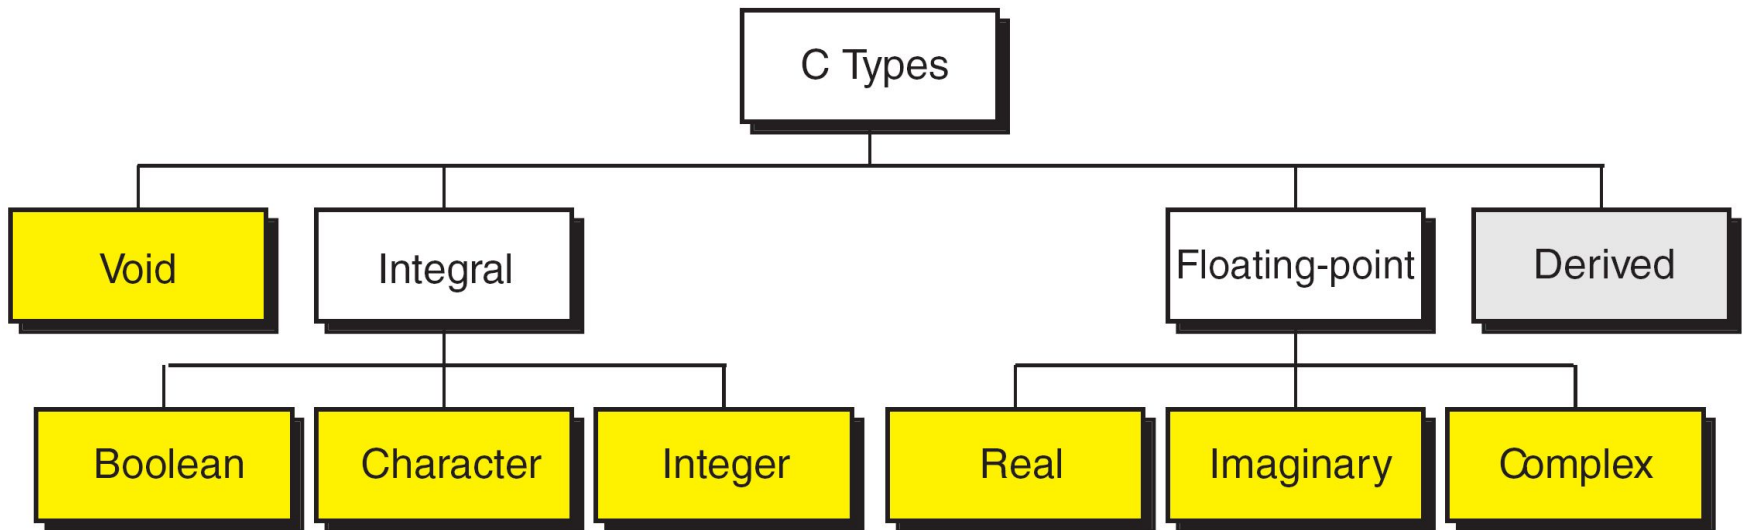 C Types
Void
Integral
Floating-point
Derived
Boolean
Character
Integer
Real
Imaginary
Complex